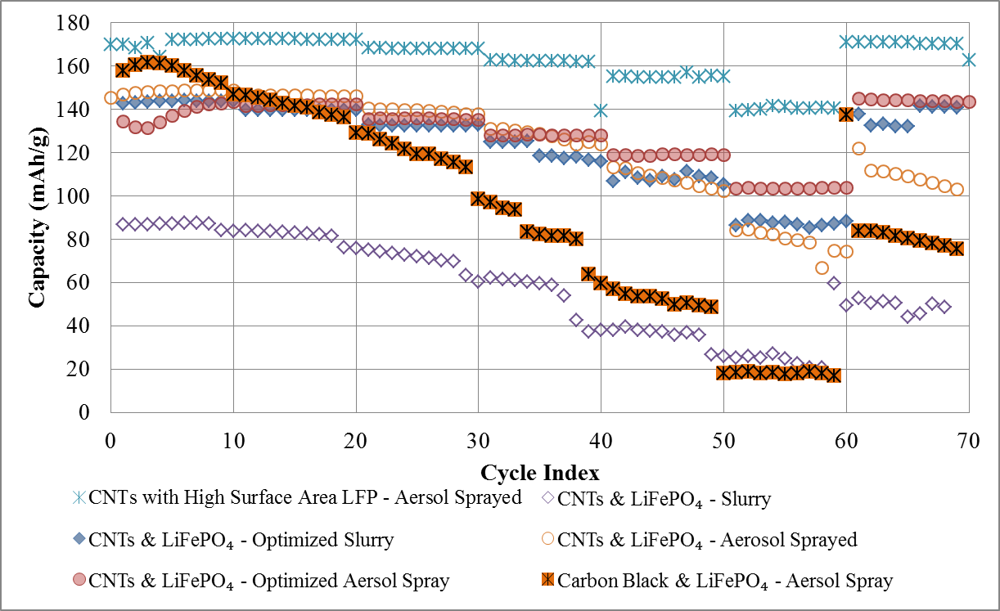 180
160
140
120
100
80
60
40
20
0
Capacity (mAh/g)
0 10 20 30 40 50 60 70
Cycle Index
CNTs with High Surface Area LFP - Aersol Sprayed
CNTs & LiFePO₄ - Slurry
CNTs & LiFePO₄ - Optimized Slurry
CNTs & LiFePO₄ - Aerosol Sprayed
CNTs & LiFePO₄ - Optimized Aersol Spray
Carbon Black & LiFePO₄ - Aersol Spray